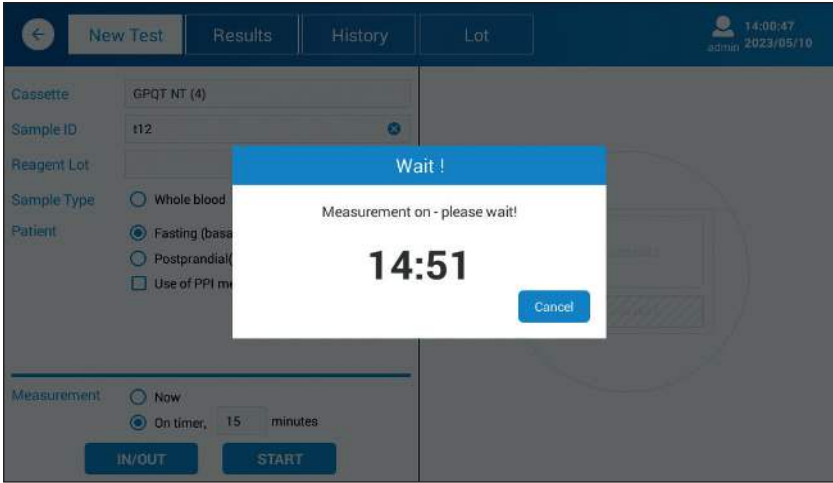 New Test Results History Lot
14:00:47
admin 2023/05/10
Cassette GPQT NT (4)
Sample ID t12
Reagent Lot
Wait !
Sample Type Whole blood
Measurement on - please wait!
Patient Fasting (basa
14:51
Postprandial(
Use of PPI me
Cancel
Measurement Now
On timer, 15 minutes
IN/OUT START